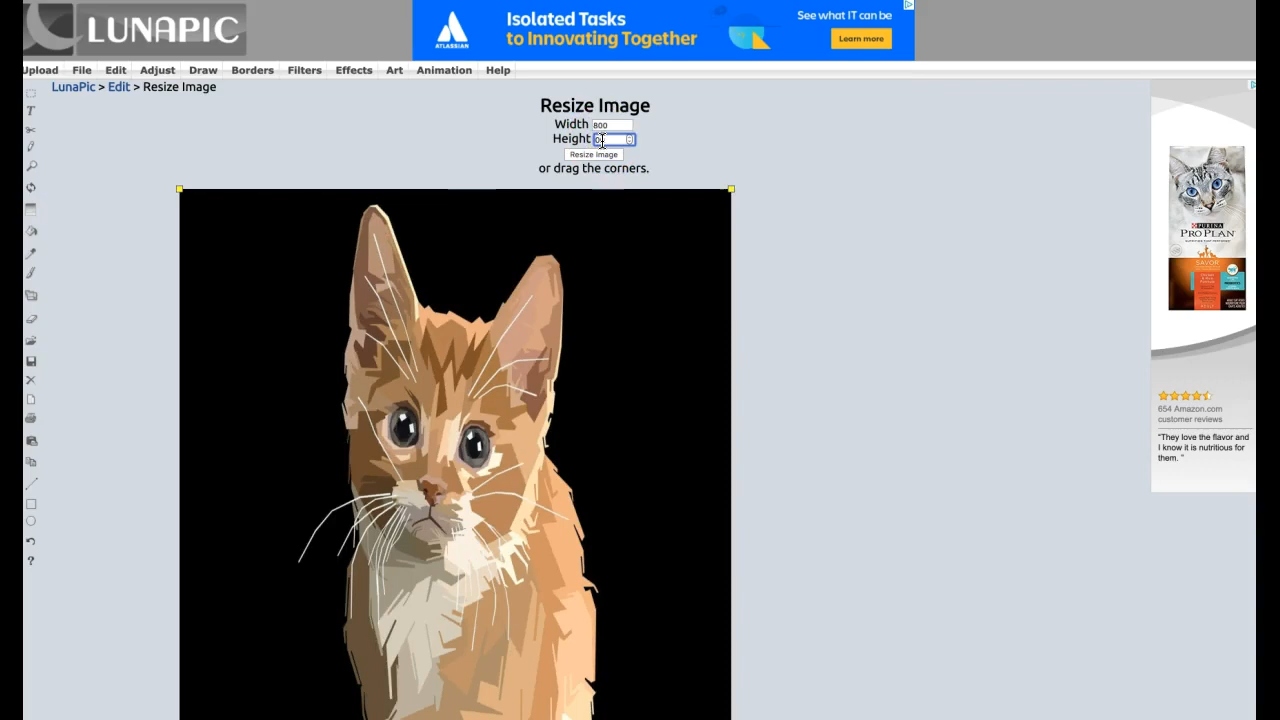 LUNAPIC
ATLASSIAN
Isolated Tasks
to Innovating Together
See what IT can be
Learn more
Upload File Edit Adjust Draw Borders Filters Effects Art Animation Help
LunaPic > Edit > Resize Image
Resize Image
Width 800
Height
Resize Image
or drag the corners.
T
?
PURINA
PRO PLAN
SAVOR
654 Amazon.com
customer reviews
"They love the flavor and
I know it is nutritious for
them. "